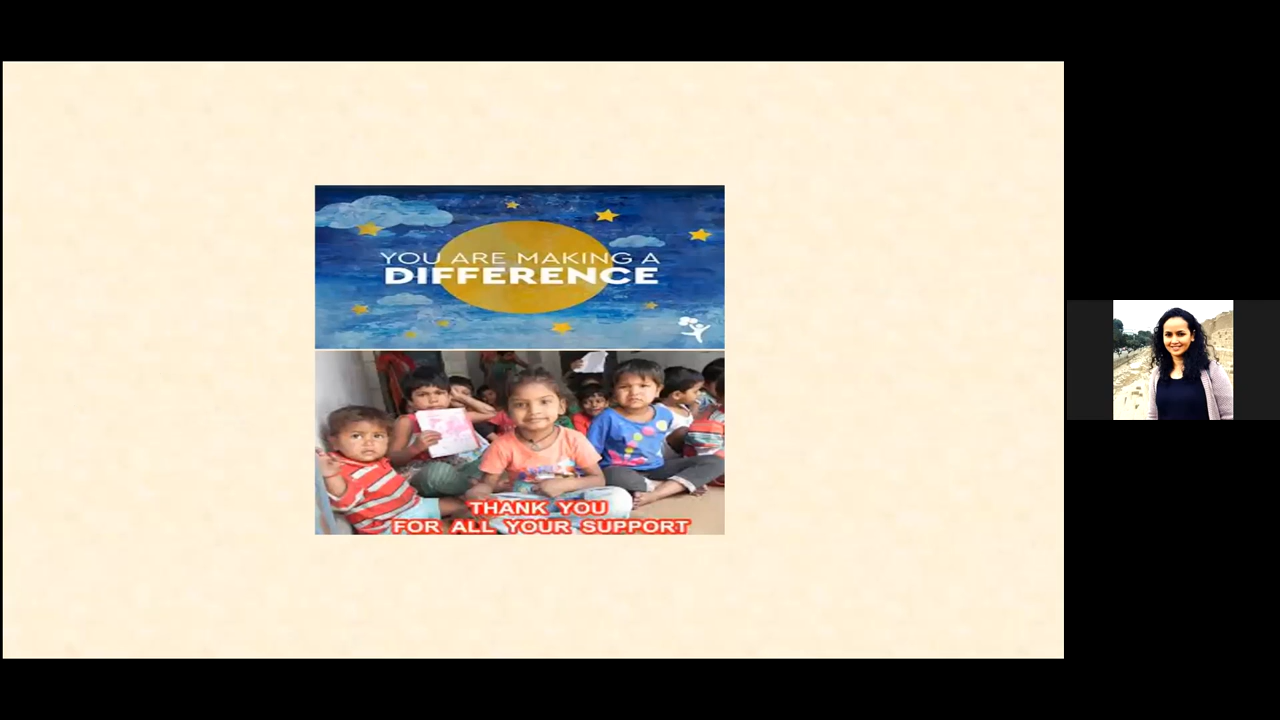 YOU ARE MAKING A
DIFFERENCE
THANK YOU
FOR ALL YOUR SUPPORT